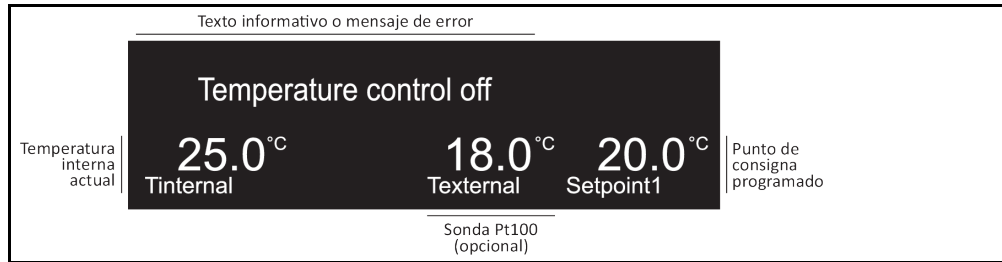 Texto informativo o mensaje de error
Temperature control off
Temperatura
interna
actual
25.0°C
Tinternal
18.0°C
Texternal
20.0°C
Setpoint1
Punto de
consigna
programado
Sonda Pt100
(opcional)